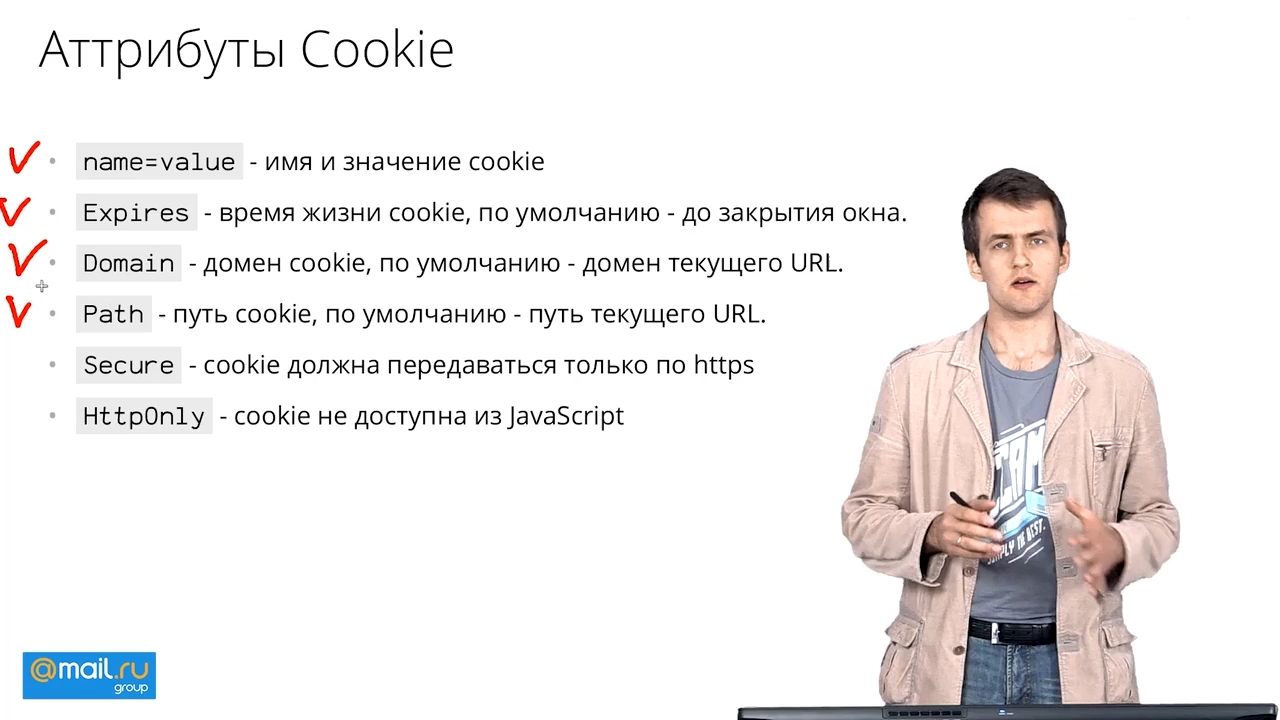 Аттрибуты Cookie
name=value - имя и значение cookie
Expires - время жизни cookie, по умолчанию - до закрытия окна.
Domain - домен cookie, по умолчанию - домен текущего URL.
Path - путь cookie, по умолчанию - путь текущего URL.
Secure - cookie должна передаваться только по https
HttpOnly - cookie не доступна из JavaScript
@mail.ru
group